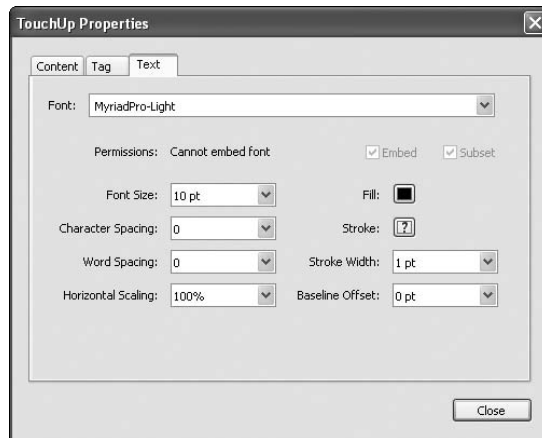 TouchUp Properties
Content Tag Text
Font: MyriadPro-Light
Permissions: Cannot embed font Embed Subset
Font Size: 10 pt Fill:
Character Spacing: 0 Stroke: ?
Word Spacing: 0 Stroke Width: 1 pt
Horizontal Scaling: 100% Baseline Offset: 0 pt
Close